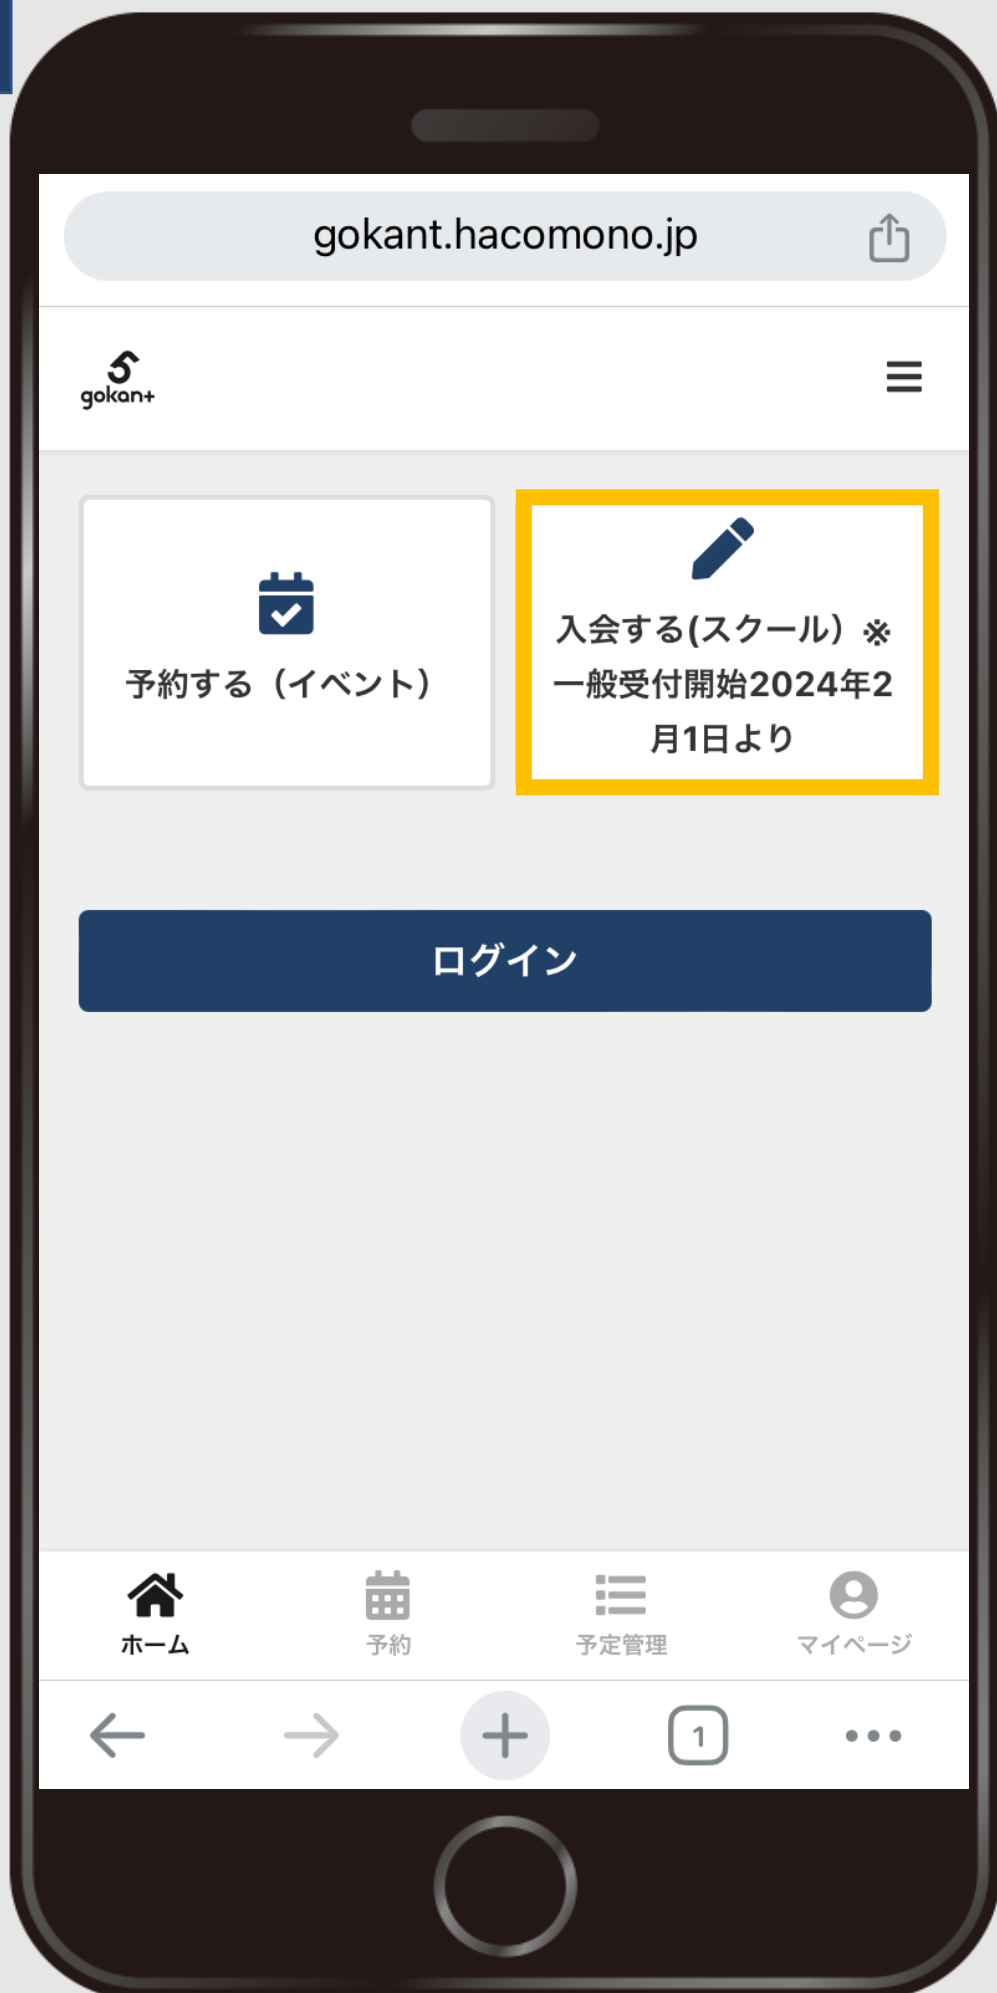 gokant.hacomono.jp
gokan+
予約する（イベント）
入会する(スクール）※
一般受付開始2024年2
月1日より
ログイン
ホーム
予約
予定管理
マイページ
1